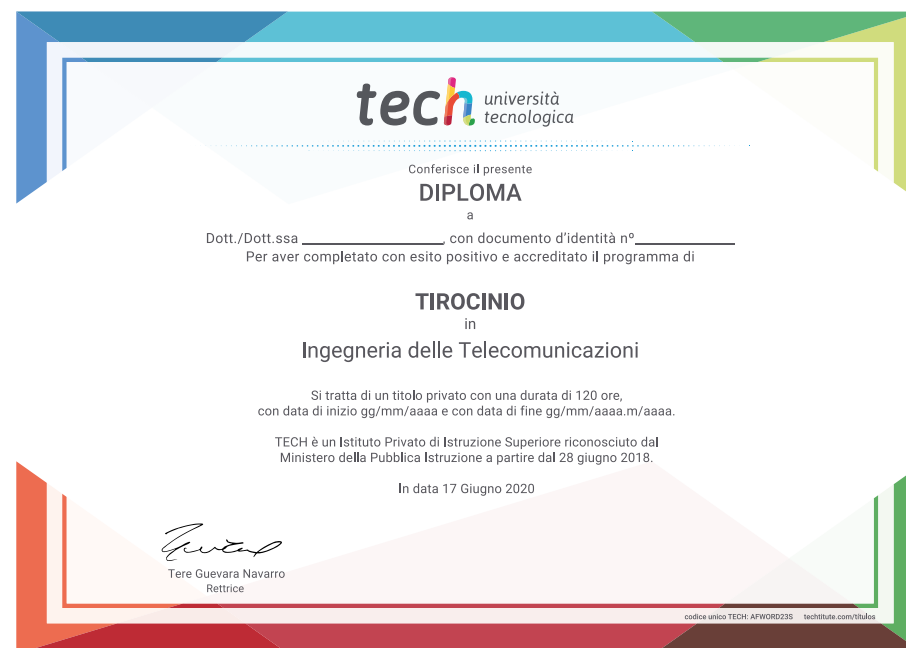 tech università
tecnologica
Conferisce il presente
DIPLOMA
a
Dott./Dott.ssa ____________________, con documento d'identità nº______________
Per aver completato con esito positivo e accreditato il programma di
TIROCINIO
in
Ingegneria delle Telecomunicazioni
Si tratta di un titolo privato con una durata di 120 ore,
con data di inizio gg/mm/aaaa e con data di fine gg/mm/aaaa.m/aaaa.
TECH è un Istituto Privato di Istruzione Superiore riconosciuto dal
Ministero della Pubblica Istruzione a partire dal 28 giugno 2018.
In data 17 Giugno 2020
Tere Guevara Navarro
Rettrice
codice unico TECH: AFWORD23S techtitute.com/titulos